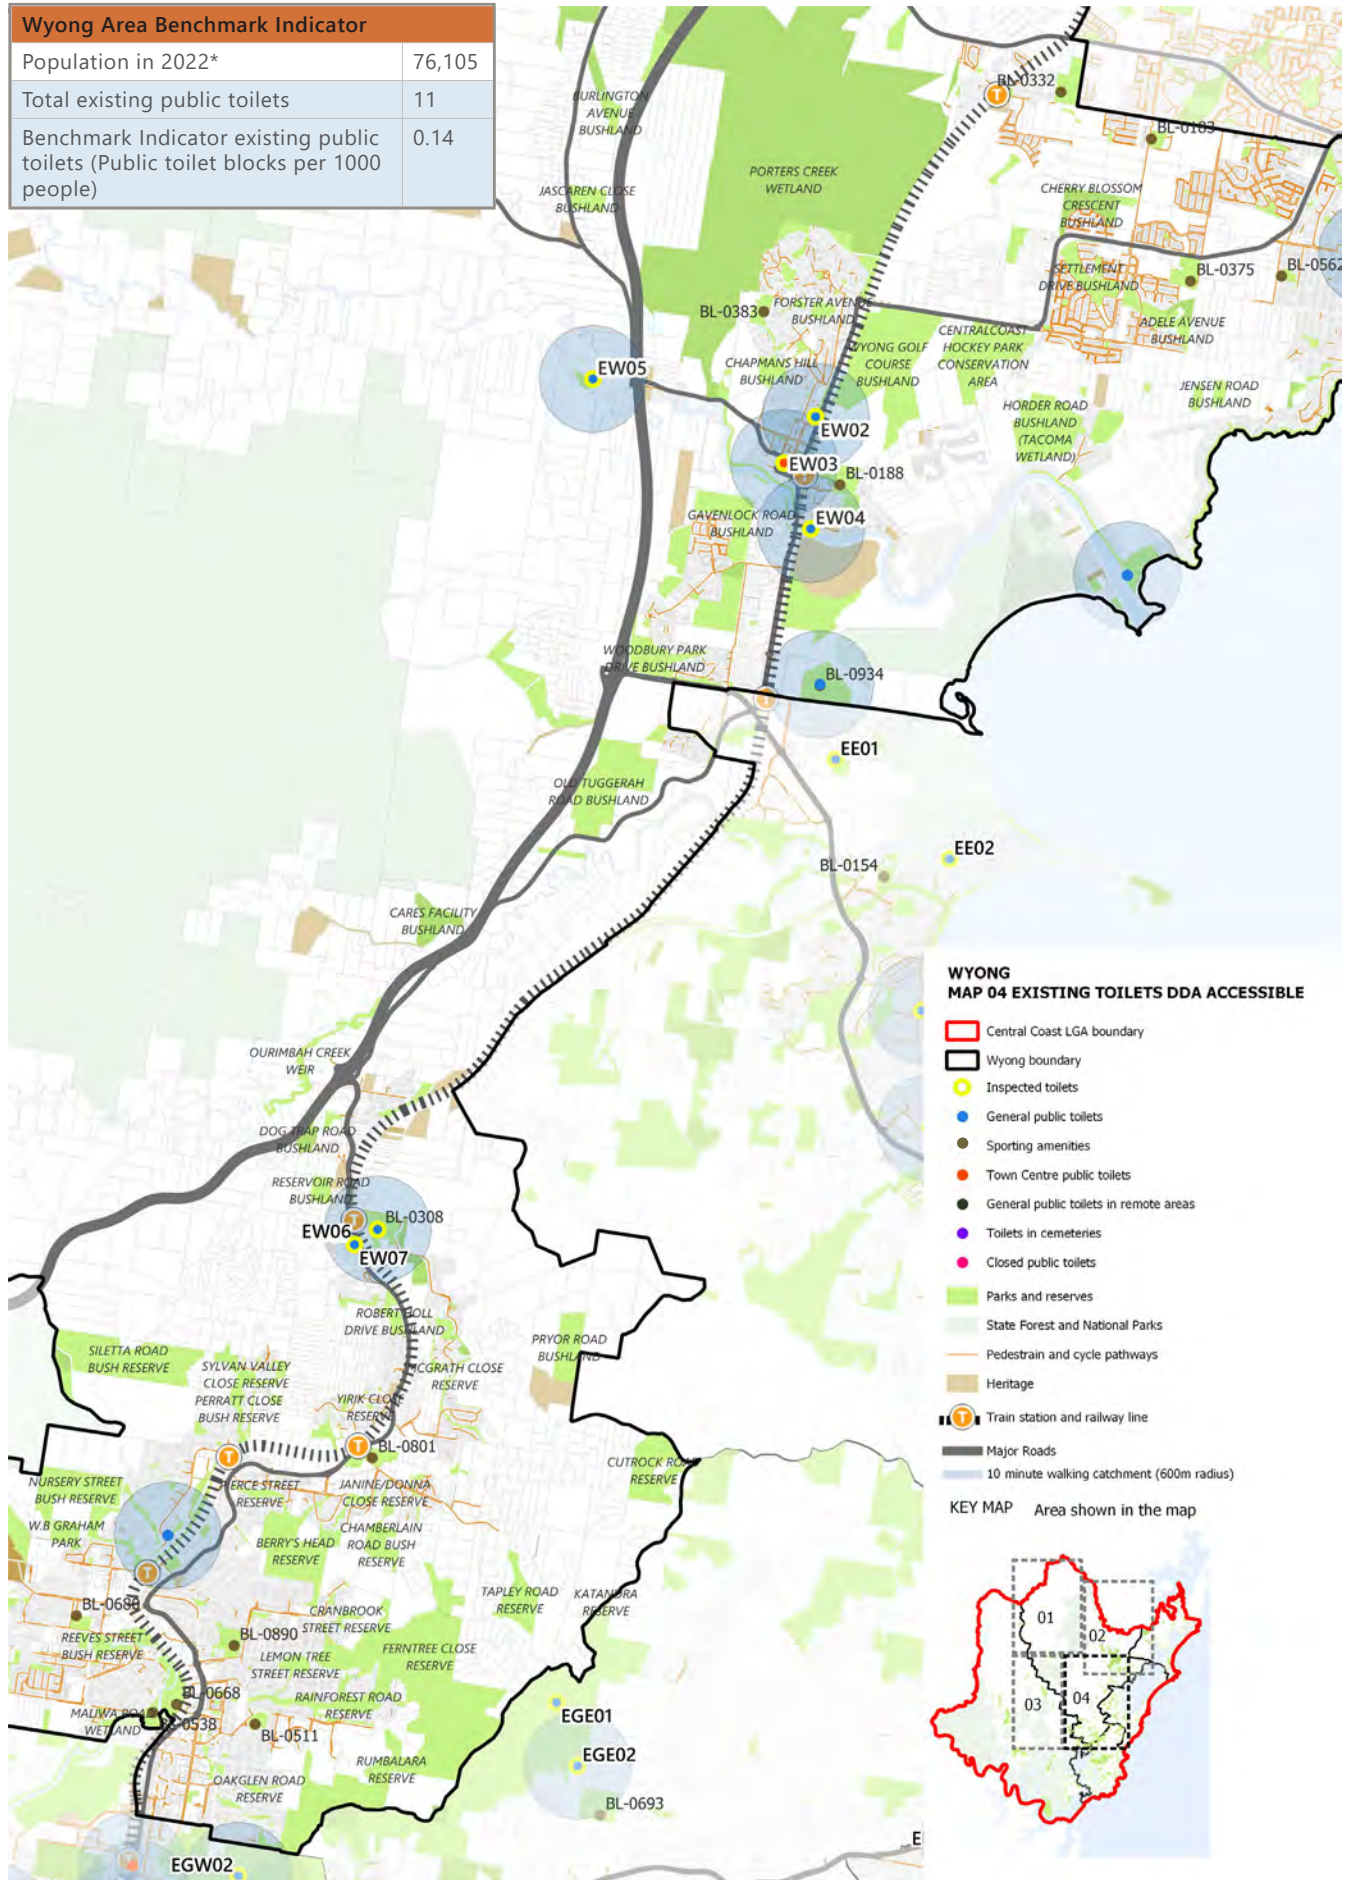 Wyong Area Benchmark Indicator
Population in 2022* 76,105
Total existing public toilets 11
Benchmark Indicator existing public 0.14
toilets (Public toilet blocks per 1000
people)
BL-0332
BURLINGTON
AVENUE
BUSHLAND
BL-0183
PORTERS CREEK
WETLAND
JASCAREN CLOSE
BUSHLAND
CHERRY BLOSSOM
CRESCENT
BUSHLAND
SETTLEMENT
DRIVE BUSHLAND
BL-0375
BL-0562
BL-0383
FORSTER AVENUE
BUSHLAND
ADELE AVENUE
BUSHLAND
CENTRALCOAST
HOCKEY PARK
CONSERVATION
AREA
WYONG GOLF
COURSE
BUSHLAND
CHAPMANS HILL
BUSHLAND
EW05
JENSEN ROAD
BUSHLAND
HORDER ROAD
BUSHLAND
(TACOMA
WETLAND)
EW02
EW03
BL-0188
GAVENLOCK ROAD
BUSHLAND
EW04
WOODBURY PARK
DRIVE BUSHLAND
BL-0934
T
EE01
OLD TUGGERAH
ROAD BUSHLAND
EE02
BL-0154
CARES FACILITY
BUSHLAND
OURIMBAH CREEK
WEIR
DOG TRAP ROAD
BUSHLAND
RESERVOIR ROAD
BUSHLAND
T
BL-0308
EW06
EW07
ROBERT HOLL
DRIVE BUSHLAND
PRYOR ROAD
BUSHLAND
SILETTA ROAD
BUSH RESERVE
SYLVAN VALLEY
CLOSE RESERVE
PERRATT CLOSE
BUSH RESERVE
MCGRATH CLOSE
RESERVE
YIRIK CLOSE
RESERVE
T
T
BL-0801
CUTROCK ROAD
RESERVE
NURSERY STREET
BUSH RESERVE
PIERCE STREET
RESERVE
JANINE/DONNA
CLOSE RESERVE
W.B GRAHAM
PARK
BERRY'S HEAD
RESERVE
CHAMBERLAIN
ROAD BUSH
RESERVE
T
TAPLEY ROAD
RESERVE
KATANDRA
RESERVE
BL-0680
CRANBROOK
STREET RESERVE
REEVES STREET
BUSH RESERVE
BL-0890
LEMON TREE
STREET RESERVE
FERNTREE CLOSE
RESERVE
BL-0668
RAINFOREST ROAD
RESERVE
MALIWA ROAD
WETLAND
BL-0511
EGE01
EGE02
RUMBALARA
RESERVE
OAKGLEN ROAD
RESERVE
BL-0693
EGW02
WYONG
MAP 04 EXISTING TOILETS DDA ACCESSIBLE
Central Coast LGA boundary
Wyong boundary
Inspected toilets
General public toilets
Sporting amenities
Town Centre public toilets
General public toilets in remote areas
Toilets in cemeteries
Closed public toilets
Parks and reserves
State Forest and National Parks
Pedestrain and cycle pathways
Heritage
T Train station and railway line
Major Roads
10 minute walking catchment (600m radius)
KEY MAP Area shown in the map
01
02
03
04